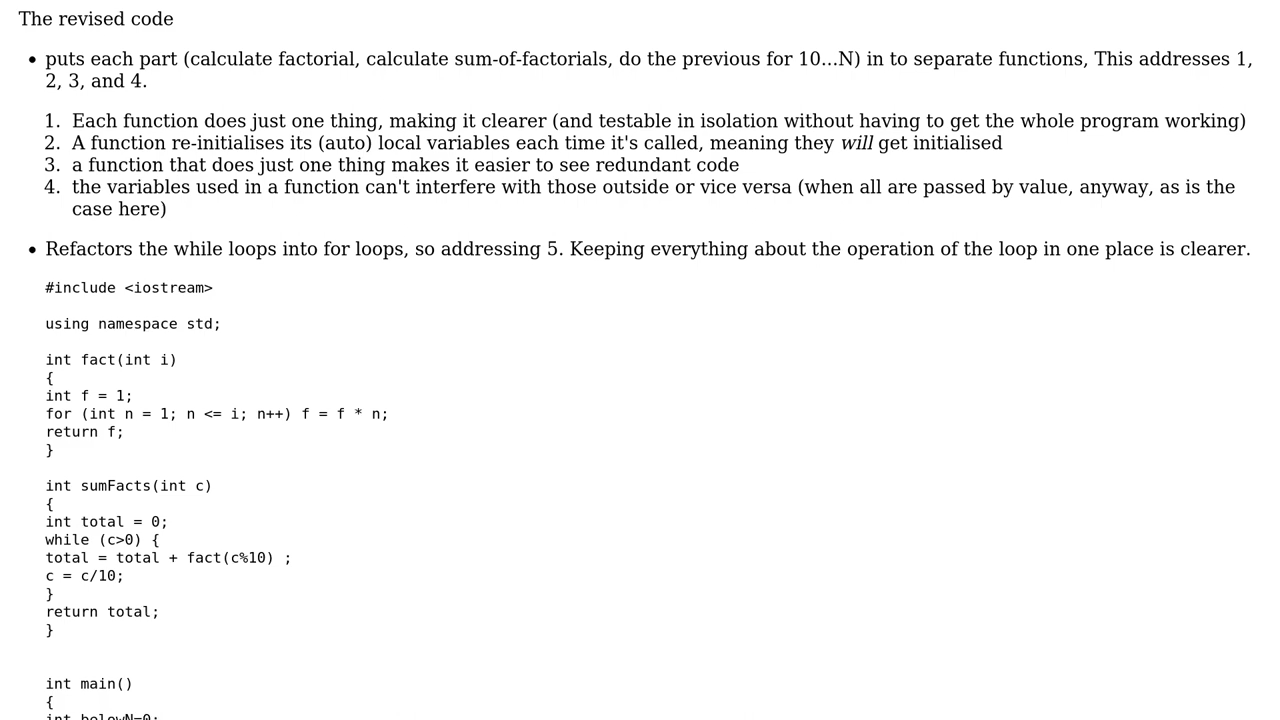 The revised code
• puts each part (calculate factorial, calculate sum-of-factorials, do the previous for 10...N) in to separate functions, This addresses 1,
2, 3, and 4.
1. Each function does just one thing, making it clearer (and testable in isolation without having to get the whole program working)
2. A function re-initialises its (auto) local variables each time it's called, meaning they will get initialised
3. a function that does just one thing makes it easier to see redundant code
4. the variables used in a function can't interfere with those outside or vice versa (when all are passed by value, anyway, as is the
case here)
• Refactors the while loops into for loops, so addressing 5. Keeping everything about the operation of the loop in one place is clearer.
#include <iostream>
using namespace std;
int fact(int i)
{
int f = 1;
for (int n = 1; n <= i; n++) f = f * n;
return f;
}
int sumFacts(int c)
{
int total = 0;
while (c>0) {
total = total + fact(c%10) ;
c = c/10;
}
return total;
}
int main()
{
int belowN=0;